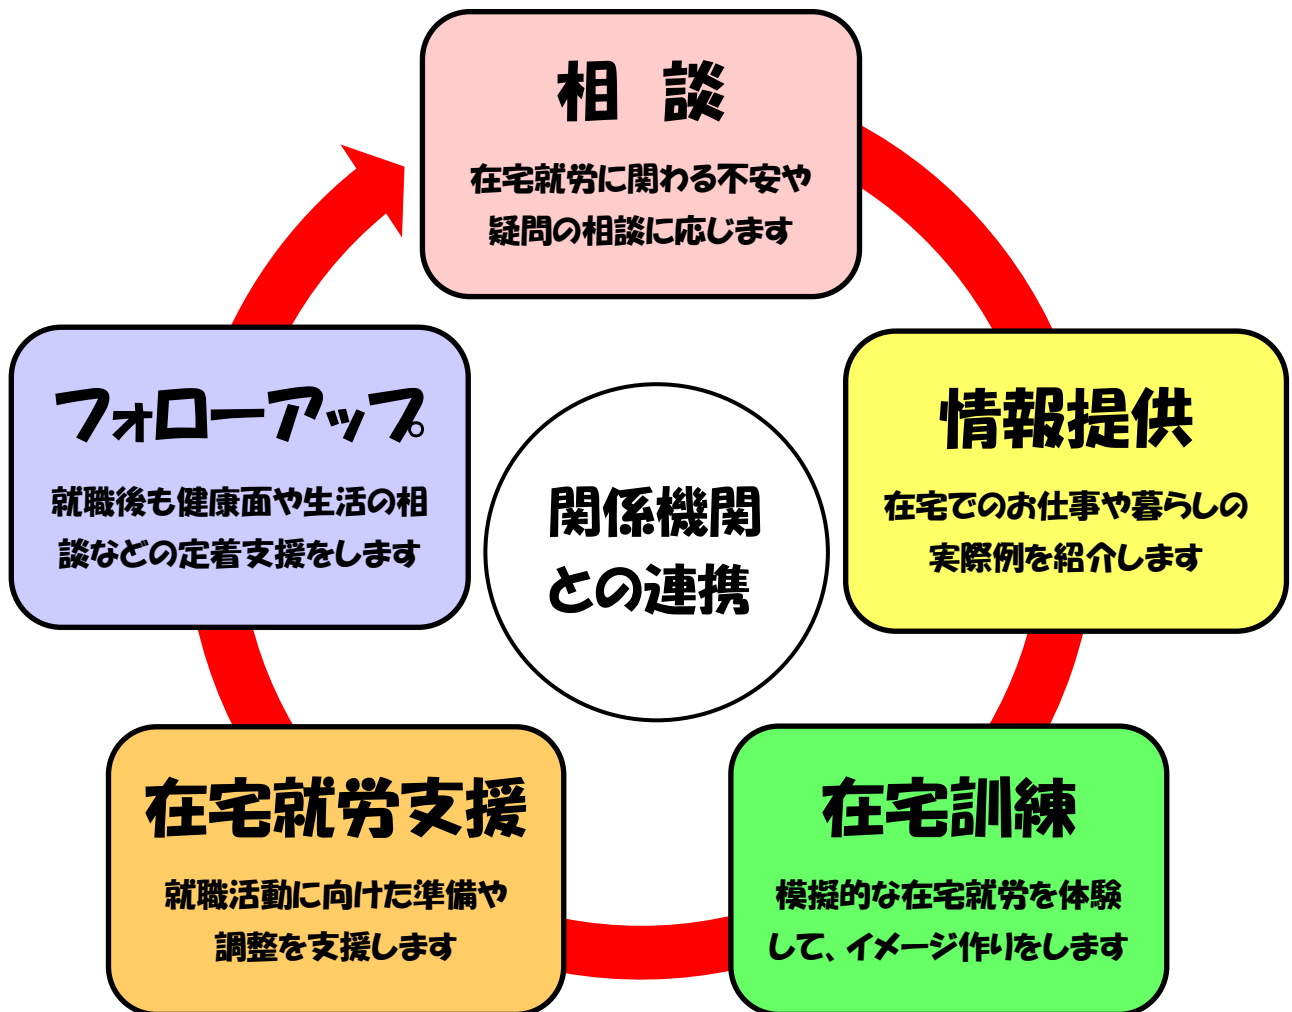 相 談
在宅就労に関わる不安や
疑問の相談に応じます
情報提供
在宅でのお仕事や暮らしの
実際例を紹介します
在宅訓練
模擬的な在宅就労を体験
して、イメージ作りをします
在宅就労支援
就職活動に向けた準備や
調整を支援します
フォローアップ
就職後も健康面や生活の相
談などの定着支援をします
関係機関
との連携